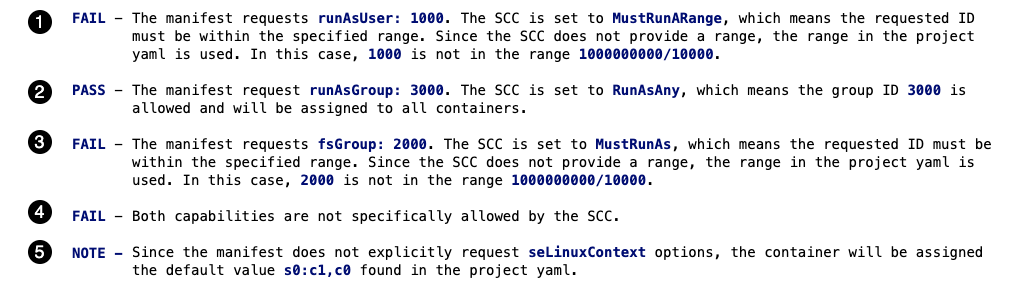 1 FAIL – The manifest requests runAsUser: 1000. The SCC is set to MustRunARange, which means the requested ID
must be within the specified range. Since the SCC does not provide a range, the range in the project
yaml is used. In this case, 1000 is not in the range 1000000000/10000.
2 PASS – The manifest request runAsGroup: 3000. The SCC is set to RunAsAny, which means the group ID 3000 is
allowed and will be assigned to all containers.
3 FAIL – The manifest requests fsGroup: 2000. The SCC is set to MustRunAs, which means the requested ID must be
within the specified range. Since the SCC does not provide a range, the range in the project yaml is
used. In this case, 2000 is not in the range 1000000000/10000.
4 FAIL – Both capabilities are not specifically allowed by the SCC.
5 NOTE – Since the manifest does not explicitly request seLinuxContext options, the container will be assigned
the default value s0:c1,c0 found in the project yaml.